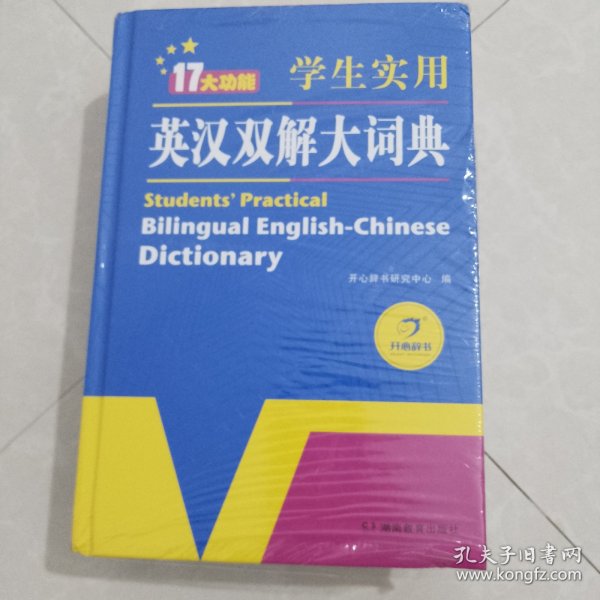 17大功能
学生实用
英汉双解大词典
Students' Practical
Bilingual English-Chinese
Dictionary
开心辞书研究中心 编
开心辞书
湖南教育出版社
孔夫子旧书网
www.kongfz.com